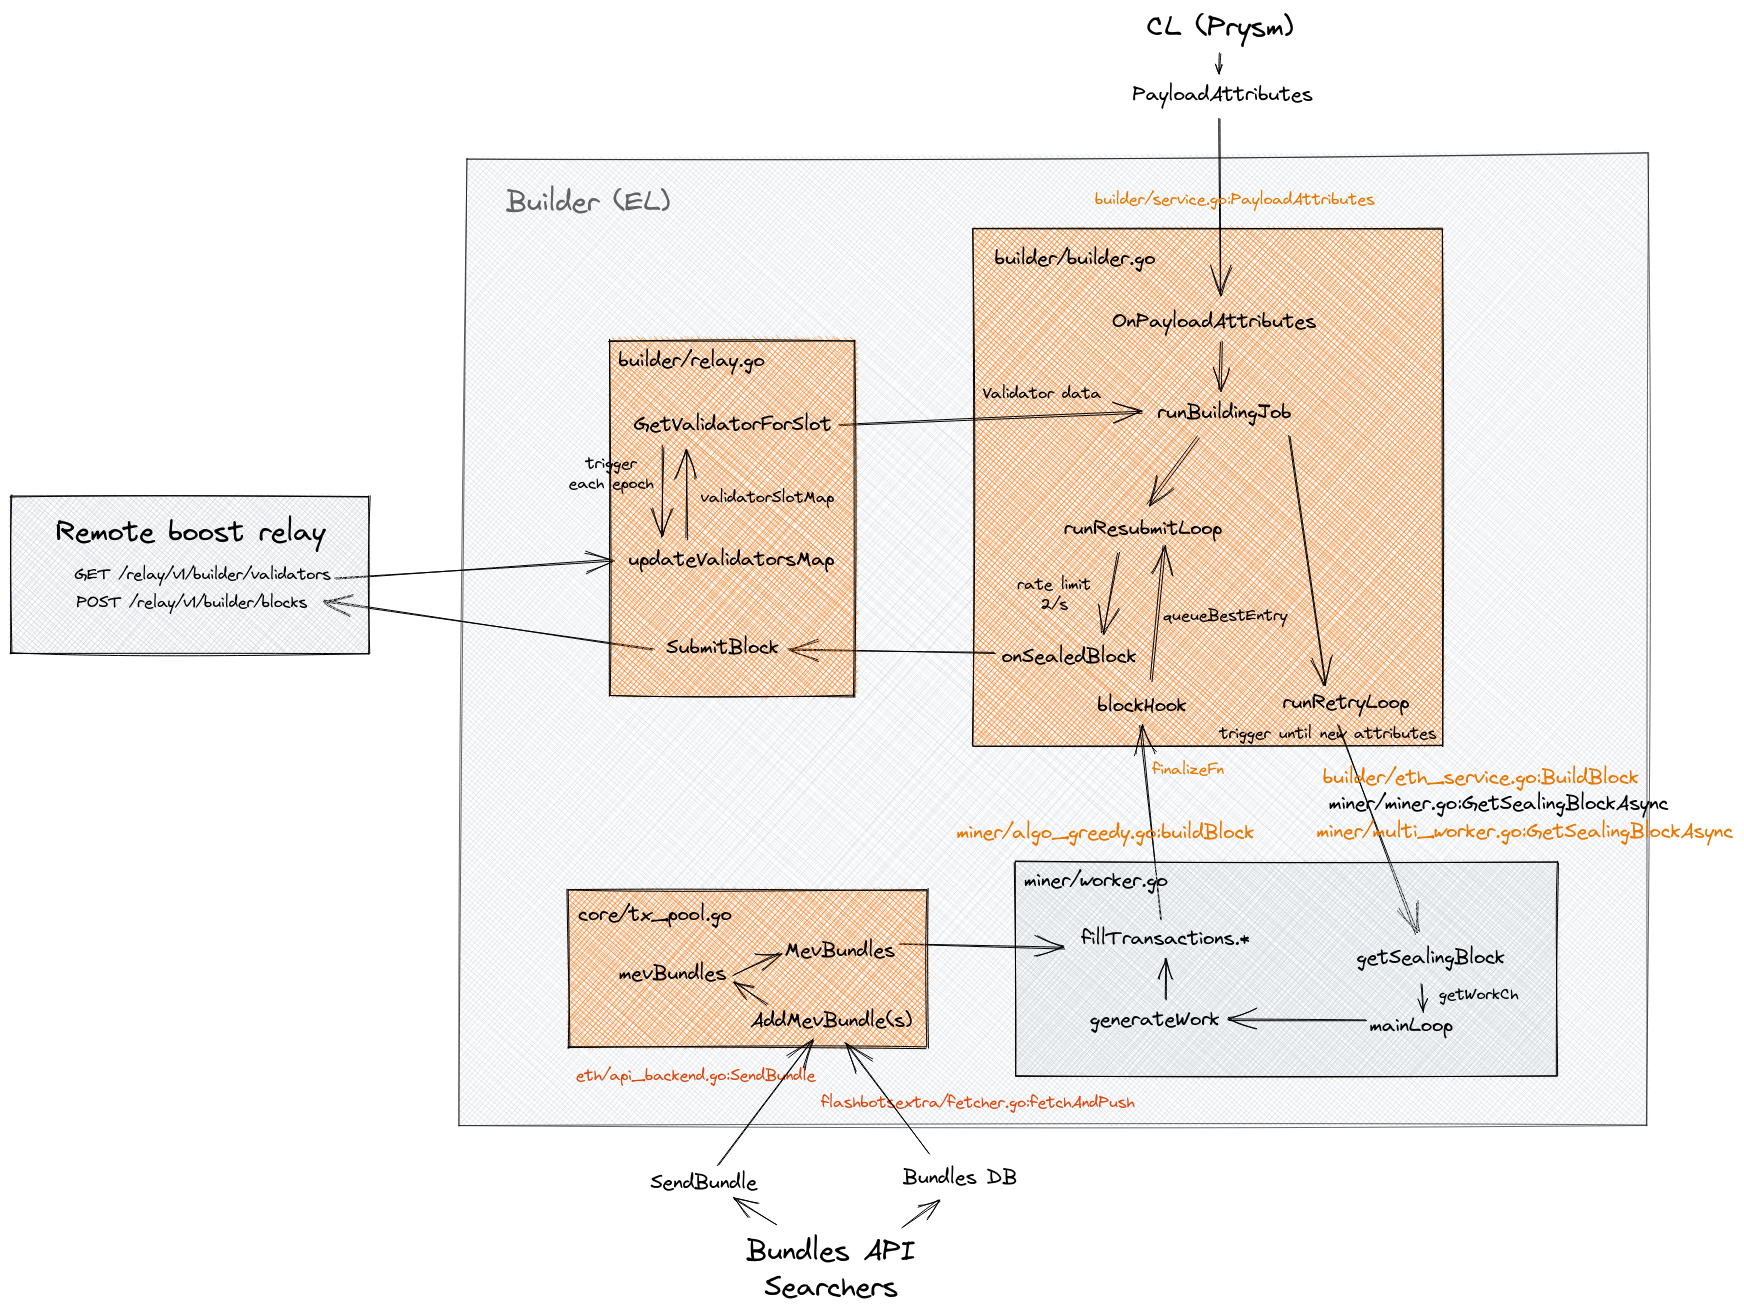 CL (Prysm)
PayloadAttributes
Builder (EL)
builder/service.go:PayloadAttributes
builder/builder.go
OnPayloadAttributes
builder/relay.go
Validator data
runBuildingJob
GetValidatorForSlot
trigger
each epoch
validatorSlotMap
runResubmitLoop
Remote boost relay
GET /relay/v1/builder/validators
POST /relay/v1/builder/blocks
updateValidatorsMap
rate limit
2/s
queueBestEntry
SubmitBlock
onSealedBlock
blockHook
runRetryLoop
trigger until new attributes
finalizeFn
builder/eth_service.go:BuildBlock
miner/miner.go:GetSealingBlockAsync
miner/algo_greedy.go:buildBlock
miner/multi_worker.go:GetSealingBlockAsync
miner/worker.go
core/tx_pool.go
MevBundles
fillTransactions.*
mevBundles
getSealingBlock
getWorkCh
AddMevBundle(s)
generateWork
mainLoop
eth/api_backend.go:SendBundle
flashbotsextra/fetcher.go:fetchAndPush
SendBundle
Bundles DB
Bundles API
Searchers